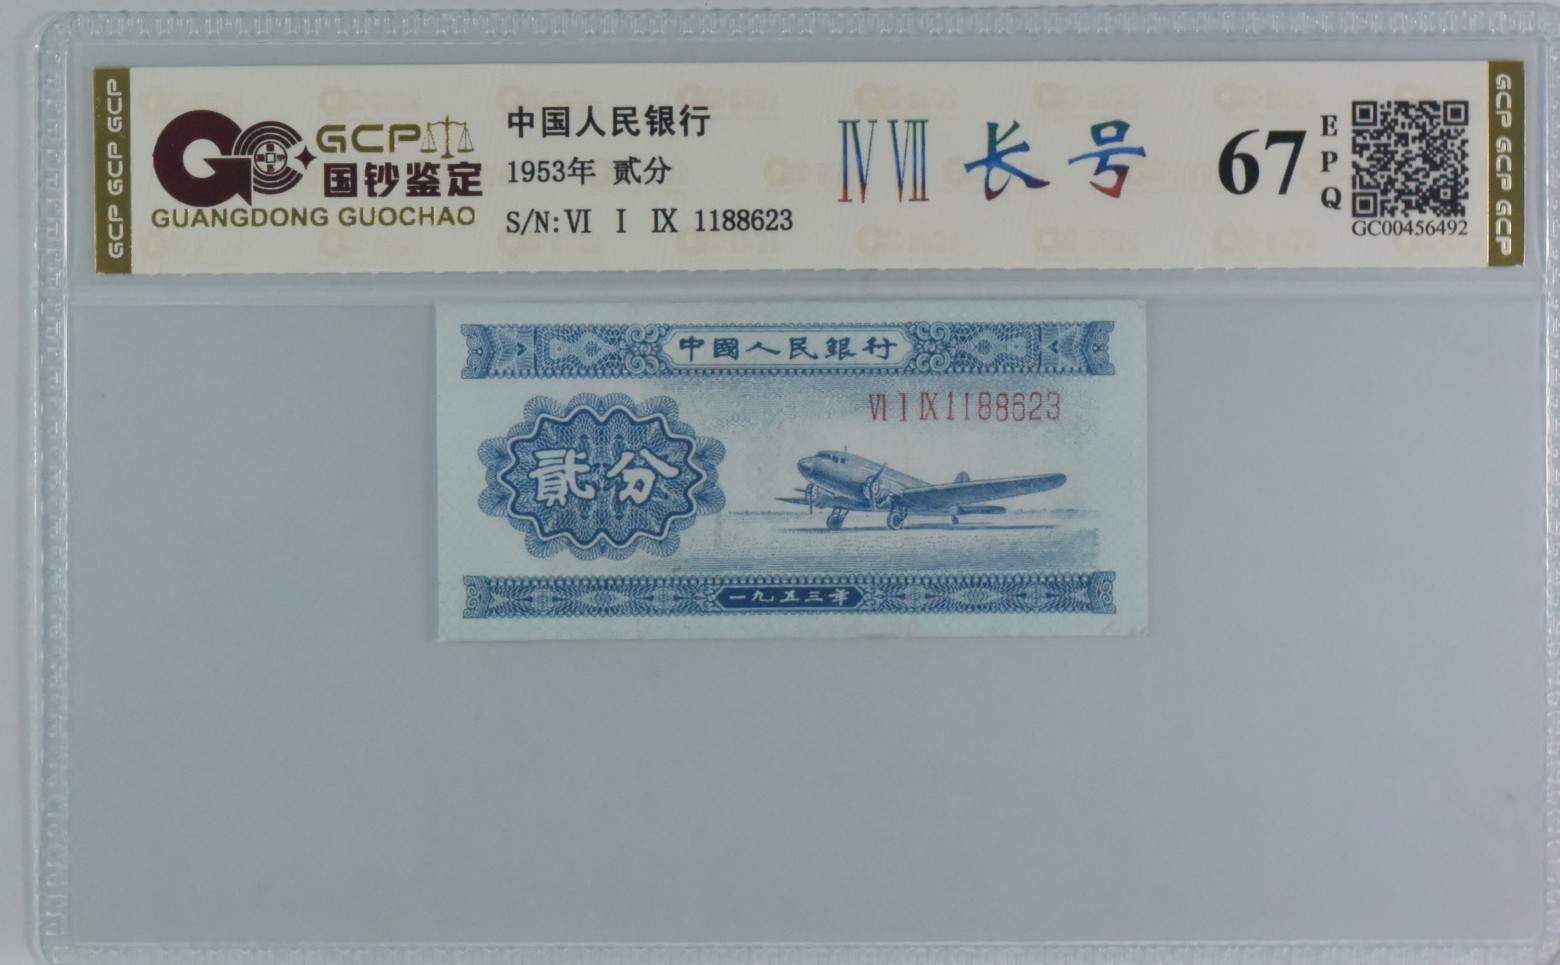 GCP GCP GCP
GCP
国钞鉴定
GUANGDONG GUOCHAO
中国人民银行
1953年 贰分
S/N: Ⅵ Ⅰ Ⅸ 1188623
Ⅳ Ⅶ 长号
67
EPQ
GC00456492
GCP GCP GCP
中國人民銀行
Ⅵ Ⅰ Ⅸ 1188623
貳分
一九五三年